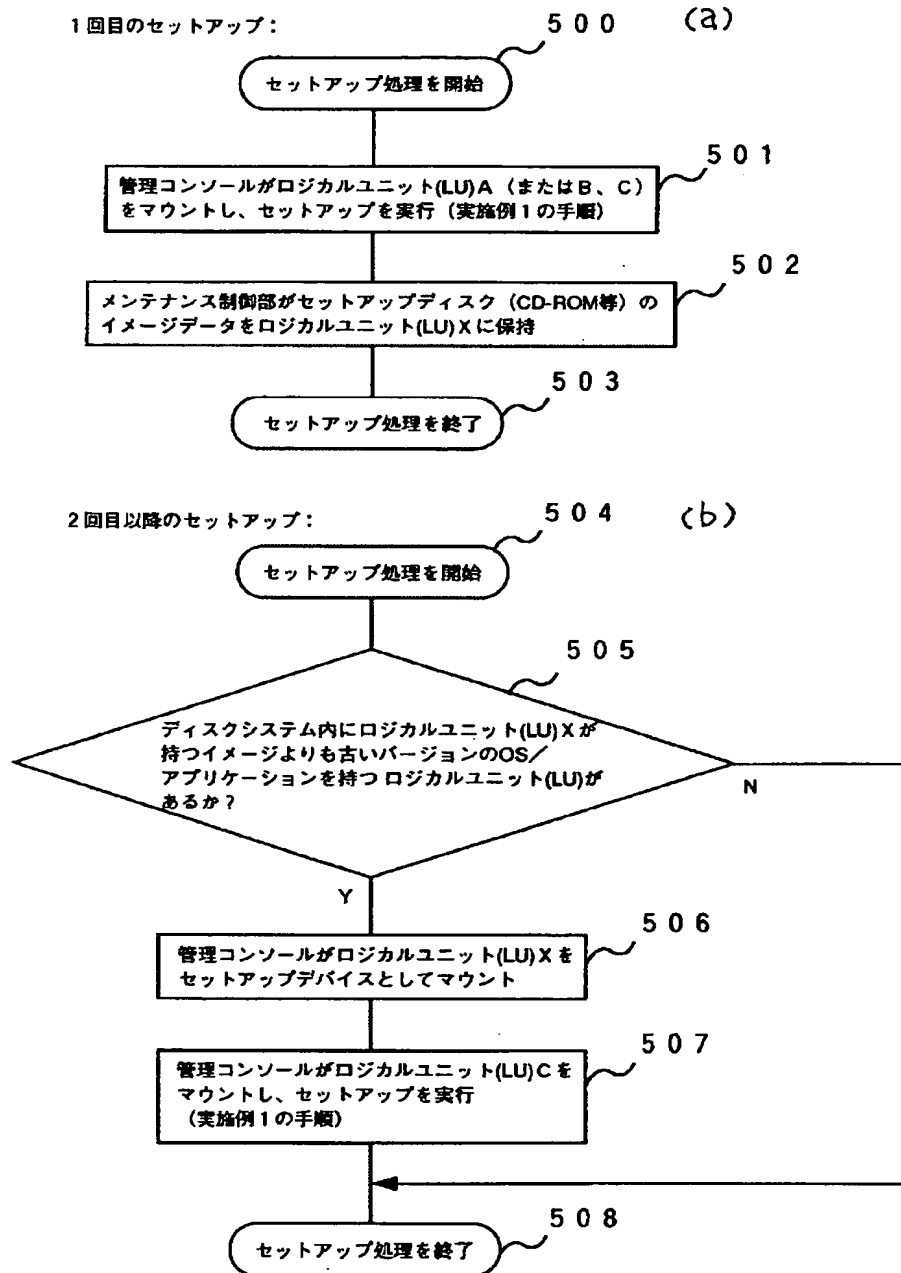 1回目のセットアップ：
500
(a)
セットアップ処理を開始
501
管理コンソールがロジカルユニット(LU)A（またはB、C）
をマウントし、セットアップを実行（実施例1の手順）
502
メンテナンス制御部がセットアップディスク（CD-ROM等）の
イメージデータをロジカルユニット(LU)Xに保持
503
セットアップ処理を終了
2回目以降のセットアップ：
504
(b)
セットアップ処理を開始
505
ディスクシステム内にロジカルユニット(LU)Xが
持つイメージよりも古いバージョンのOS／
アプリケーションを持つロジカルユニット(LU)が
あるか？
N
Y
506
管理コンソールがロジカルユニット(LU)Xを
セットアップデバイスとしてマウント
507
管理コンソールがロジカルユニット(LU)Cを
マウントし、セットアップを実行
（実施例1の手順）
508
セットアップ処理を終了